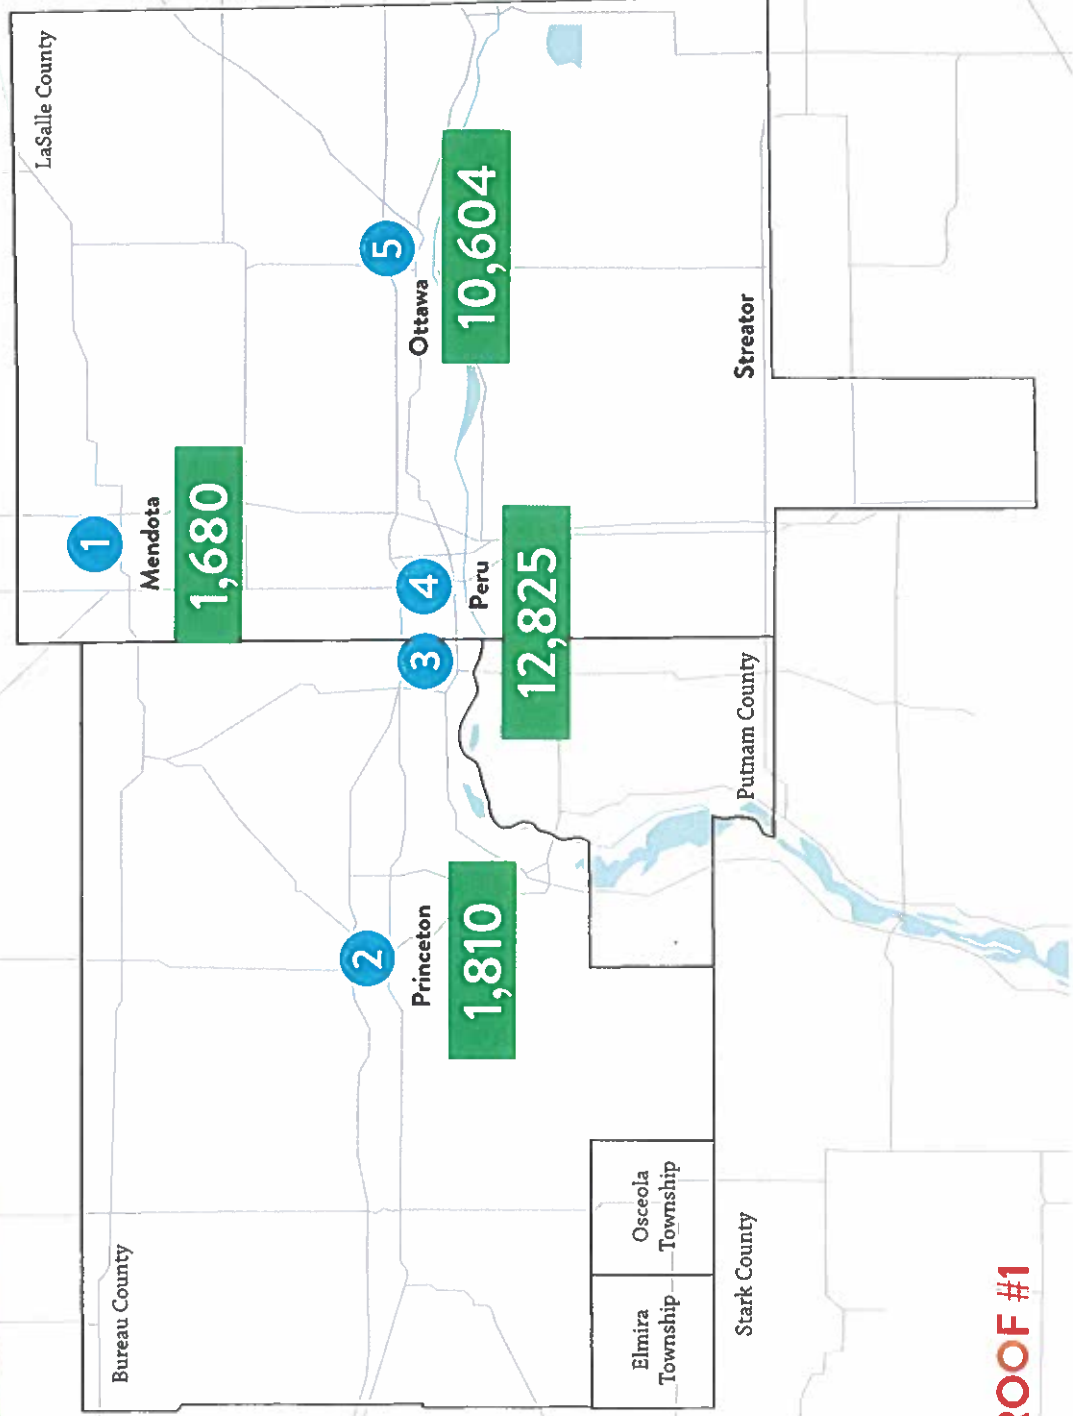 LaSalle County
Bureau County
1
Mendota
1,680
2
Princeton
1,810
3
4
Peru
12,825
5
Ottawa
10,604
Streator
Putnam County
Elmira
Township
Osceola
Township
Stark County
ROOF #1